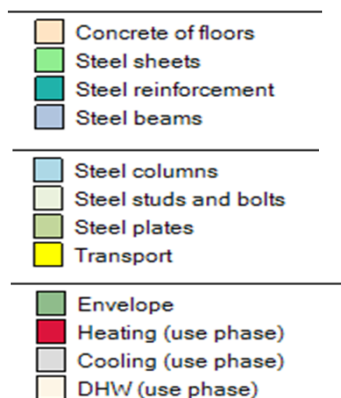 Concrete of floors
Steel sheets
Steel reinforcement
Steel beams
Steel columns
Steel studs and bolts
Steel plates
Transport
Envelope
Heating (use phase)
Cooling (use phase)
DHW (use phase)